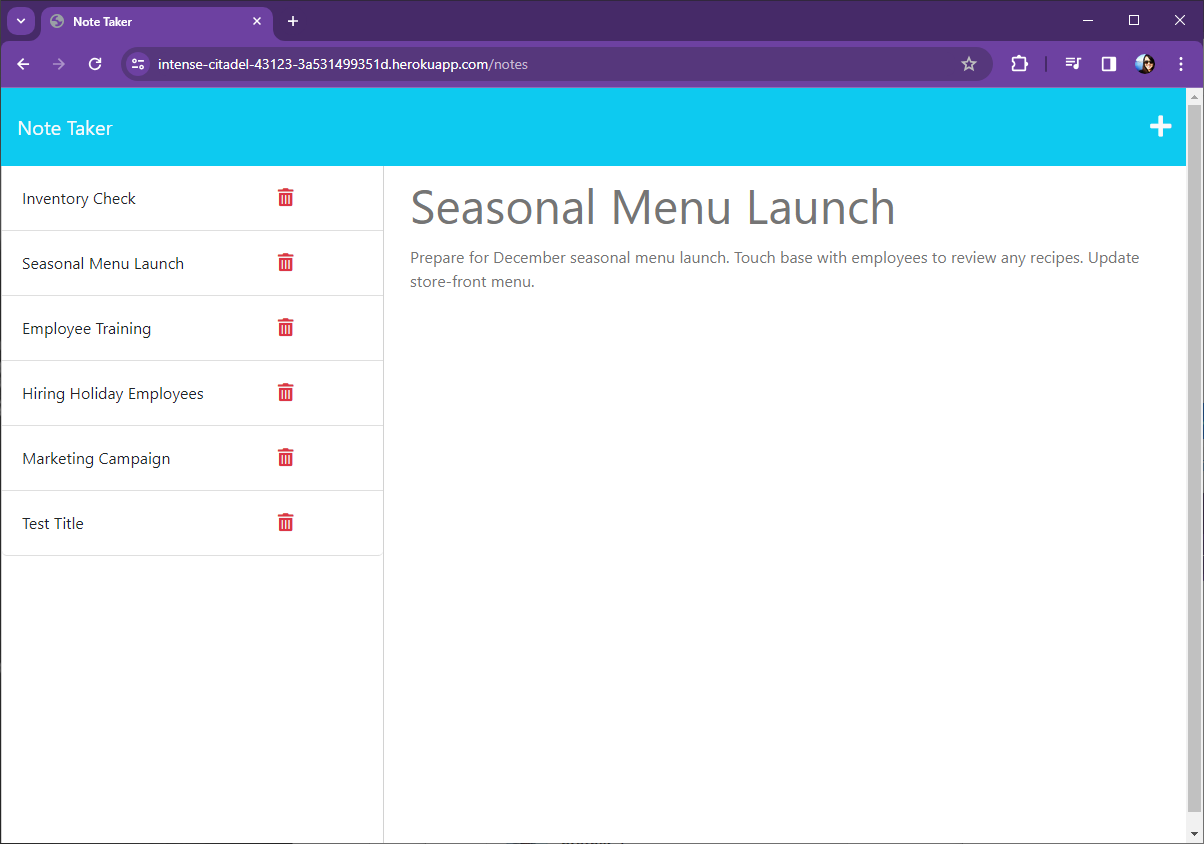 Note Taker
intense-citadel-43123-3a531499351d.herokuapp.com/notes
Note Taker
Inventory Check
Seasonal Menu Launch
Employee Training
Hiring Holiday Employees
Marketing Campaign
Test Title
Seasonal Menu Launch
Prepare for December seasonal menu launch. Touch base with employees to review any recipes. Update
store-front menu.